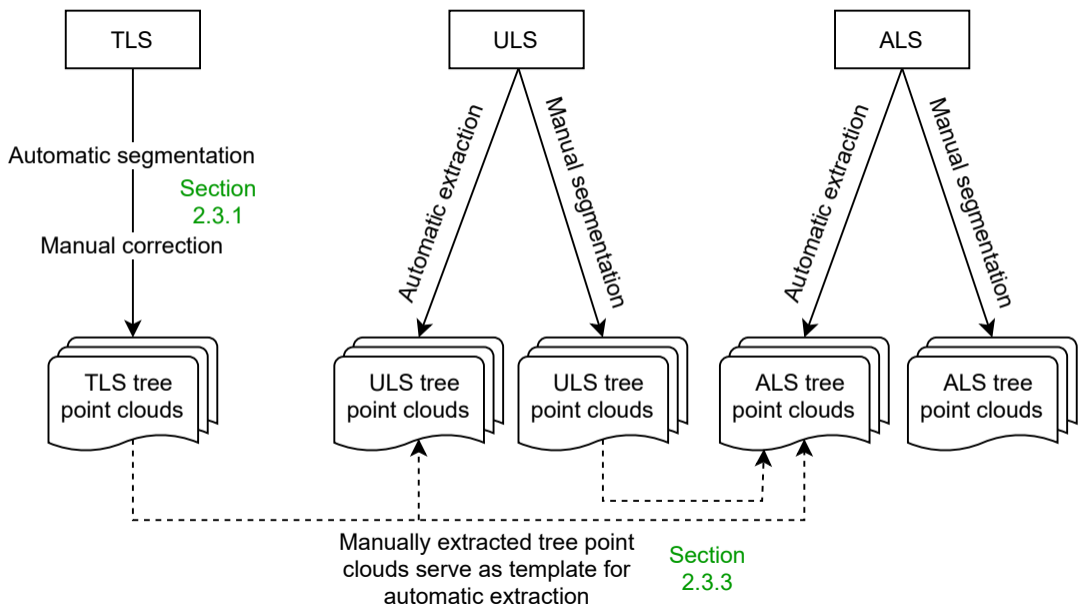 TLS
ULS
ALS
Automatic segmentation
Section
2.3.1
Manual correction
Automatic extraction
Manual segmentation
Automatic extraction
Manual segmentation
TLS tree
point clouds
ULS tree
point clouds
ULS tree
point clouds
ALS tree
point clouds
ALS tree
point clouds
Manually extracted tree point
clouds serve as template for
automatic extraction
Section
2.3.3